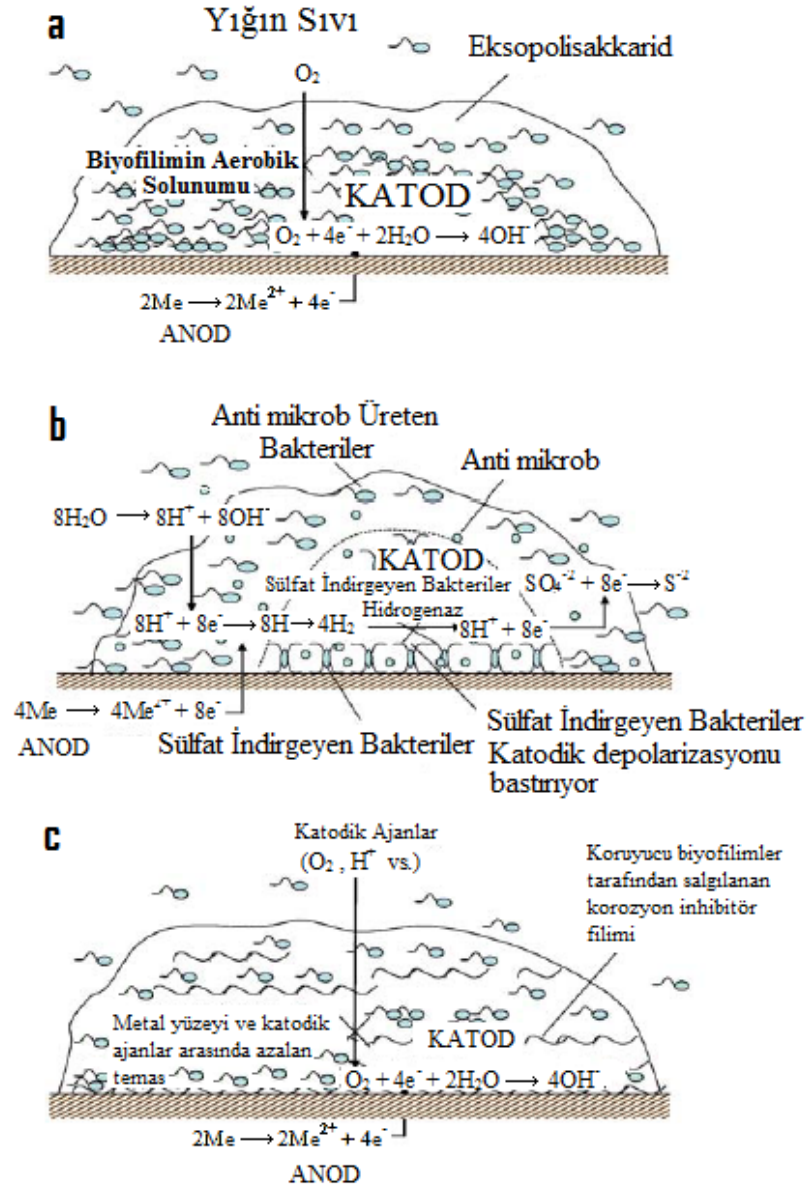 a
Yığın Sıvı
Eksopolisakkarid
O₂
Biyofilimin Aerobik
Solunumu
KATOD
O₂ + 4e⁻ + 2H₂O ⟶ 4OH⁻
2Me ⟶ 2Me²⁺ + 4e⁻
ANOD
b
Anti mikrob Üreten
Bakteriler
Anti mikrob
8H₂O ⟶ 8H⁺ + 8OH⁻
KATOD
SO₄⁻² + 8e⁻ ⟶ S⁻²
Sülfat İndirgeyen Bakteriler
Hidrogenaz
8H⁺ + 8e⁻ ⟶ 8H ⟶ 4H₂ ⟶ 8H⁺ + 8e⁻
4Me ⟶ 4Me²⁺ + 8e⁻
ANOD
Sülfat İndirgeyen Bakteriler
Sülfat İndirgeyen Bakteriler
Katodik depolarizasyonu
bastırıyor
c
Katodik Ajanlar
(O₂ , H⁺ vs.)
Koruyucu biyofilimler
tarafından salgılanan
korozyon inhibitör
filimi
Metal yüzeyi ve katodik
ajanlar arasında azalan
temas
KATOD
O₂ + 4e⁻ + 2H₂O ⟶ 4OH⁻
2Me ⟶ 2Me²⁺ + 4e⁻
ANOD